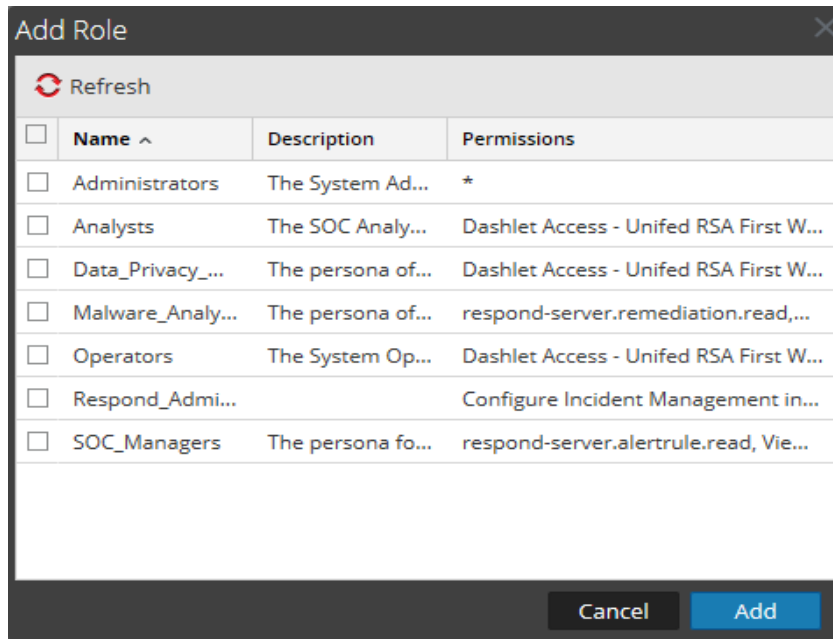 Add Role
Refresh
Name Description Permissions
Administrators The System Ad... *
Analysts The SOC Analy... Dashlet Access - Unifed RSA First W...
Data_Privacy_... The persona of... Dashlet Access - Unifed RSA First W...
Malware_Analy... The persona of... respond-server.remediation.read,...
Operators The System Op... Dashlet Access - Unifed RSA First W...
Respond_Admi... Configure Incident Management in...
SOC_Managers The persona fo... respond-server.alertrule.read, Vie...
Cancel Add